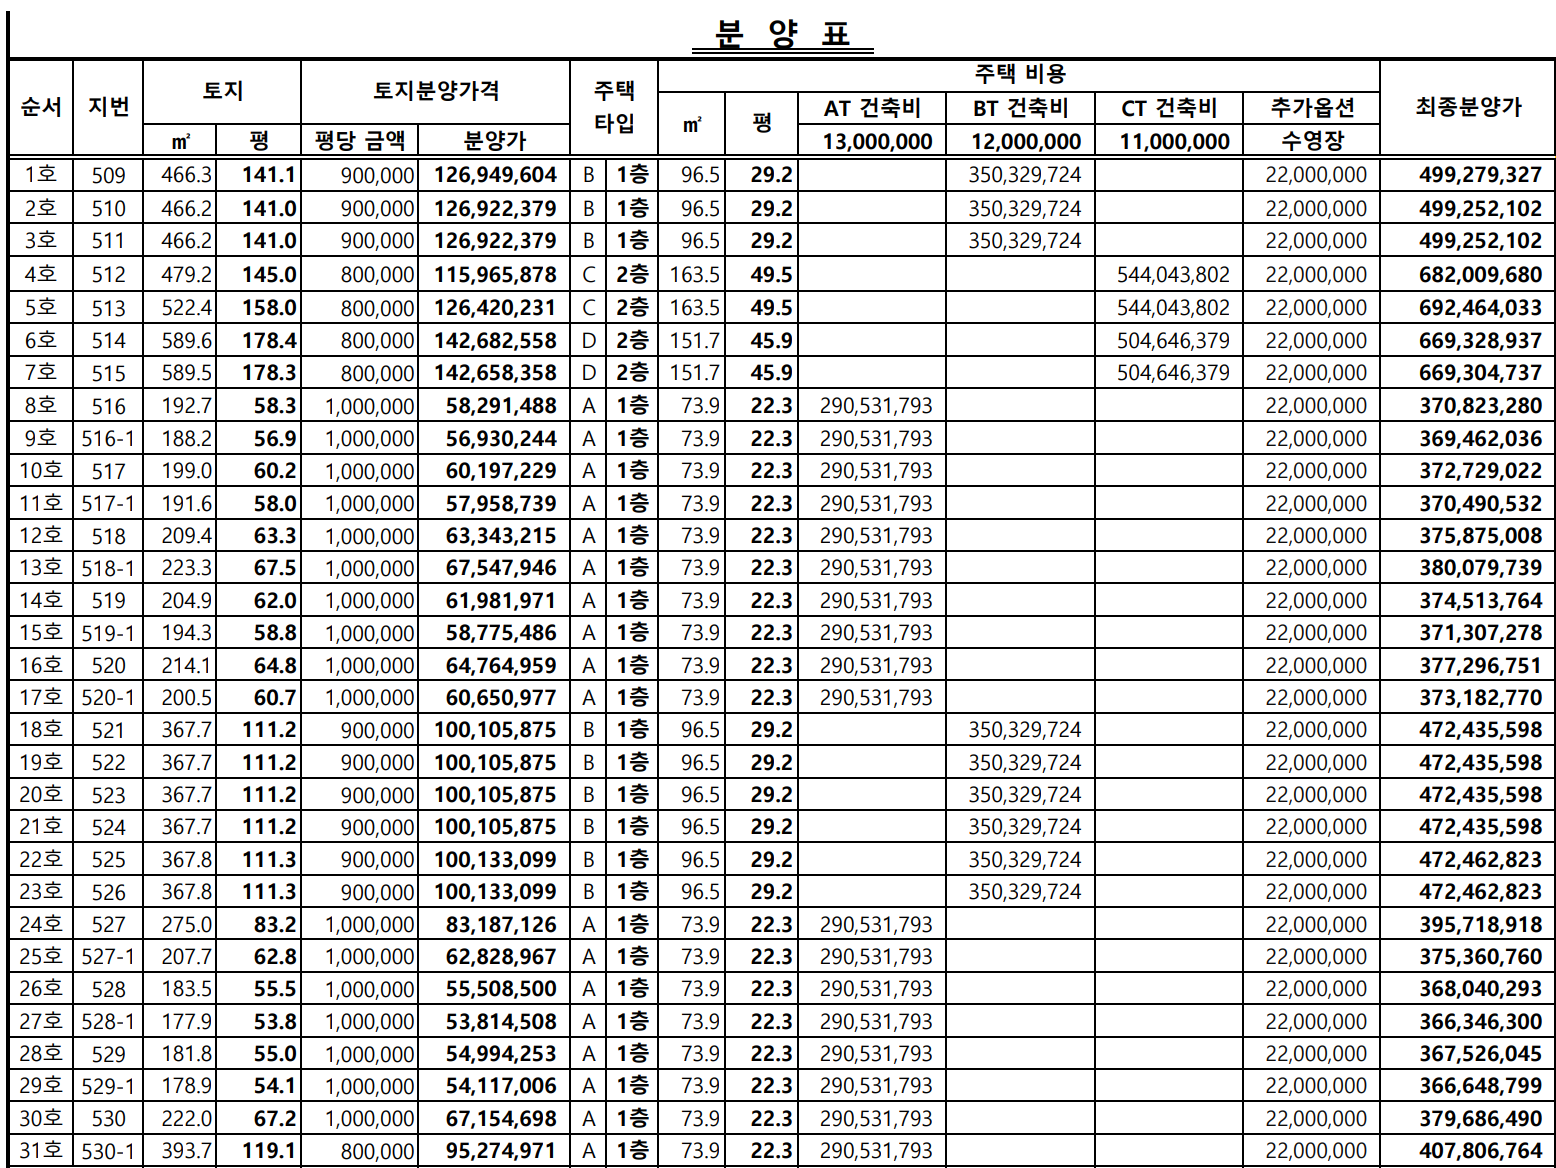 분 양 표
순서 지번 토지 토지분양가격 주택 타입 주택 비용 최종분양가
㎡ 평 평당 금액 분양가 ㎡ 평 AT 건축비 BT 건축비 CT 건축비 추가옵션
13,000,000 12,000,000 11,000,000 수영장
1호 509 466.3 141.1 900,000 126,949,604 B 1층 96.5 29.2 350,329,724 22,000,000 499,279,327
2호 510 466.2 141.0 900,000 126,922,379 B 1층 96.5 29.2 350,329,724 22,000,000 499,252,102
3호 511 466.2 141.0 900,000 126,922,379 B 1층 96.5 29.2 350,329,724 22,000,000 499,252,102
4호 512 479.2 145.0 800,000 115,965,878 C 2층 163.5 49.5 544,043,802 22,000,000 682,009,680
5호 513 522.4 158.0 800,000 126,420,231 C 2층 163.5 49.5 544,043,802 22,000,000 692,464,033
6호 514 589.6 178.4 800,000 142,682,558 D 2층 151.7 45.9 504,646,379 22,000,000 669,328,937
7호 515 589.5 178.3 800,000 142,658,358 D 2층 151.7 45.9 504,646,379 22,000,000 669,304,737
8호 516 192.7 58.3 1,000,000 58,291,488 A 1층 73.9 22.3 290,531,793 22,000,000 370,823,280
9호 516-1 188.2 56.9 1,000,000 56,930,244 A 1층 73.9 22.3 290,531,793 22,000,000 369,462,036
10호 517 199.0 60.2 1,000,000 60,197,229 A 1층 73.9 22.3 290,531,793 22,000,000 372,729,022
11호 517-1 191.6 58.0 1,000,000 57,958,739 A 1층 73.9 22.3 290,531,793 22,000,000 370,490,532
12호 518 209.4 63.3 1,000,000 63,343,215 A 1층 73.9 22.3 290,531,793 22,000,000 375,875,008
13호 518-1 223.3 67.5 1,000,000 67,547,946 A 1층 73.9 22.3 290,531,793 22,000,000 380,079,739
14호 519 204.9 62.0 1,000,000 61,981,971 A 1층 73.9 22.3 290,531,793 22,000,000 374,513,764
15호 519-1 194.3 58.8 1,000,000 58,775,486 A 1층 73.9 22.3 290,531,793 22,000,000 371,307,278
16호 520 214.1 64.8 1,000,000 64,764,959 A 1층 73.9 22.3 290,531,793 22,000,000 377,296,751
17호 520-1 200.5 60.7 1,000,000 60,650,977 A 1층 73.9 22.3 290,531,793 22,000,000 373,182,770
18호 521 367.7 111.2 900,000 100,105,875 B 1층 96.5 29.2 350,329,724 22,000,000 472,435,598
19호 522 367.7 111.2 900,000 100,105,875 B 1층 96.5 29.2 350,329,724 22,000,000 472,435,598
20호 523 367.7 111.2 900,000 100,105,875 B 1층 96.5 29.2 350,329,724 22,000,000 472,435,598
21호 524 367.7 111.2 900,000 100,105,875 B 1층 96.5 29.2 350,329,724 22,000,000 472,435,598
22호 525 367.8 111.3 900,000 100,133,099 B 1층 96.5 29.2 350,329,724 22,000,000 472,462,823
23호 526 367.8 111.3 900,000 100,133,099 B 1층 96.5 29.2 350,329,724 22,000,000 472,462,823
24호 527 275.0 83.2 1,000,000 83,187,126 A 1층 73.9 22.3 290,531,793 22,000,000 395,718,918
25호 527-1 207.7 62.8 1,000,000 62,828,967 A 1층 73.9 22.3 290,531,793 22,000,000 375,360,760
26호 528 183.5 55.5 1,000,000 55,508,500 A 1층 73.9 22.3 290,531,793 22,000,000 368,040,293
27호 528-1 177.9 53.8 1,000,000 53,814,508 A 1층 73.9 22.3 290,531,793 22,000,000 366,346,300
28호 529 181.8 55.0 1,000,000 54,994,253 A 1층 73.9 22.3 290,531,793 22,000,000 367,526,045
29호 529-1 178.9 54.1 1,000,000 54,117,006 A 1층 73.9 22.3 290,531,793 22,000,000 366,648,799
30호 530 222.0 67.2 1,000,000 67,154,698 A 1층 73.9 22.3 290,531,793 22,000,000 379,686,490
31호 530-1 393.7 119.1 800,000 95,274,971 A 1층 73.9 22.3 290,531,793 22,000,000 407,806,764